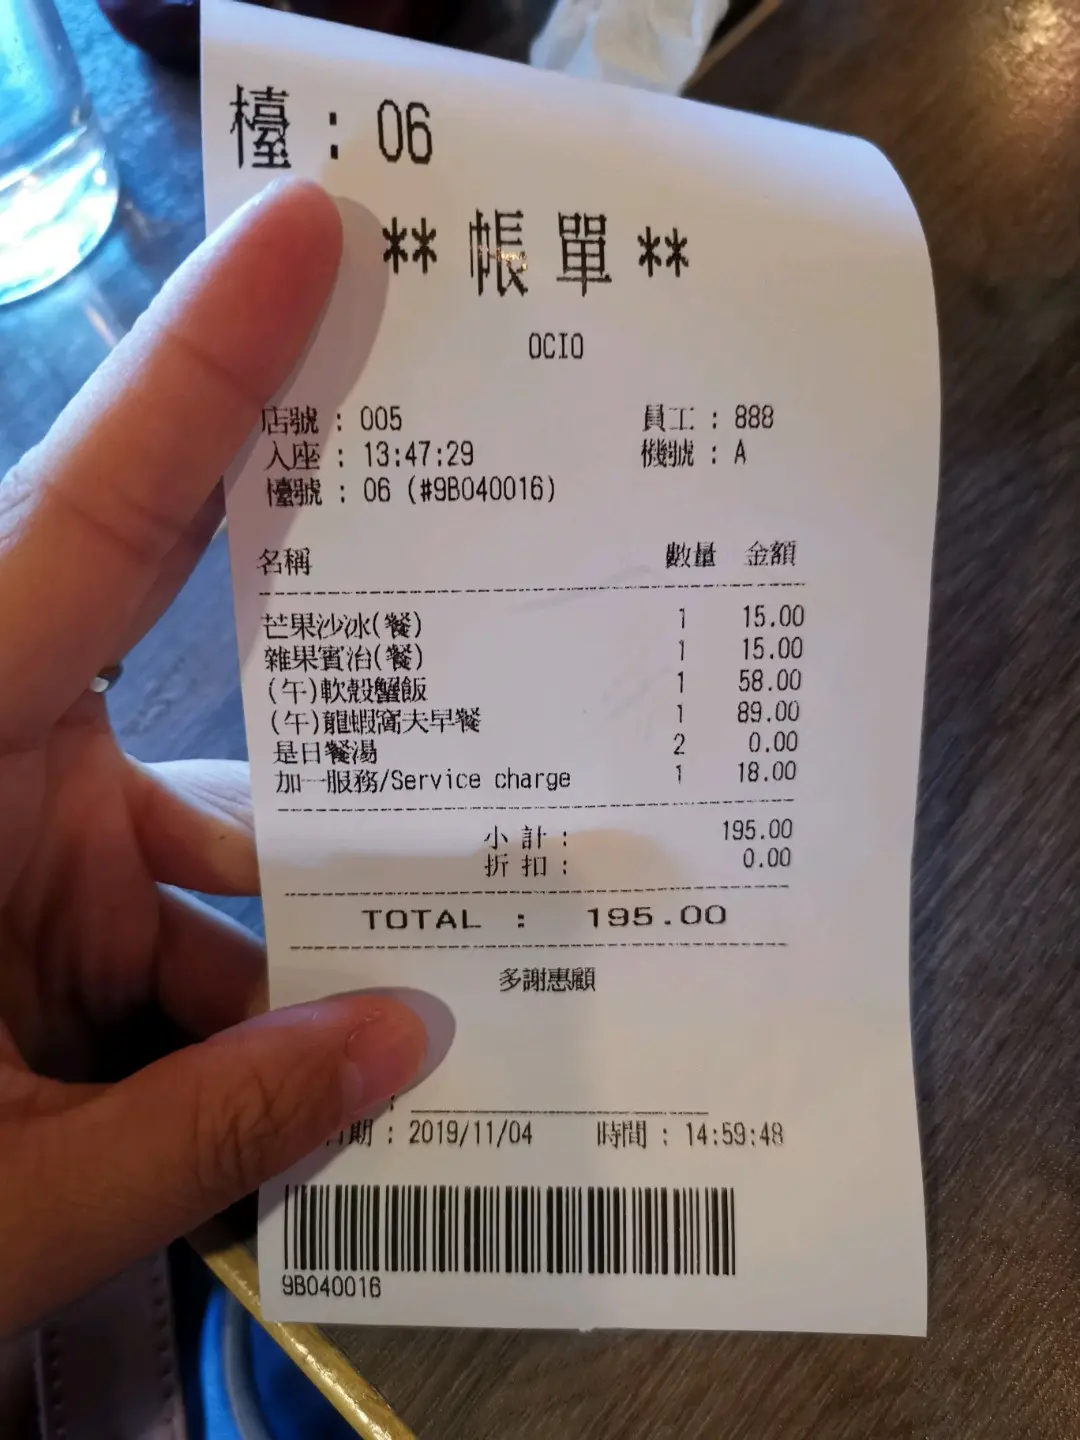 檯：06
** 帳單 **
OCIO
店號：005 員工：888
入座：13:47:29 機號：A
檯號：06 (#9B040016)
名稱 數量 金額
芒果沙冰(餐) 1 15.00
雜果賓治(餐) 1 15.00
(午)軟殼蟹飯 1 58.00
(午)龍蝦窩夫早餐 1 89.00
是日餐湯 2 0.00
加一服務/Service charge 1 18.00
小計： 195.00
折扣： 0.00
TOTAL : 195.00
多謝惠顧
日期：2019/11/04 時間：14:59:48
9B040016